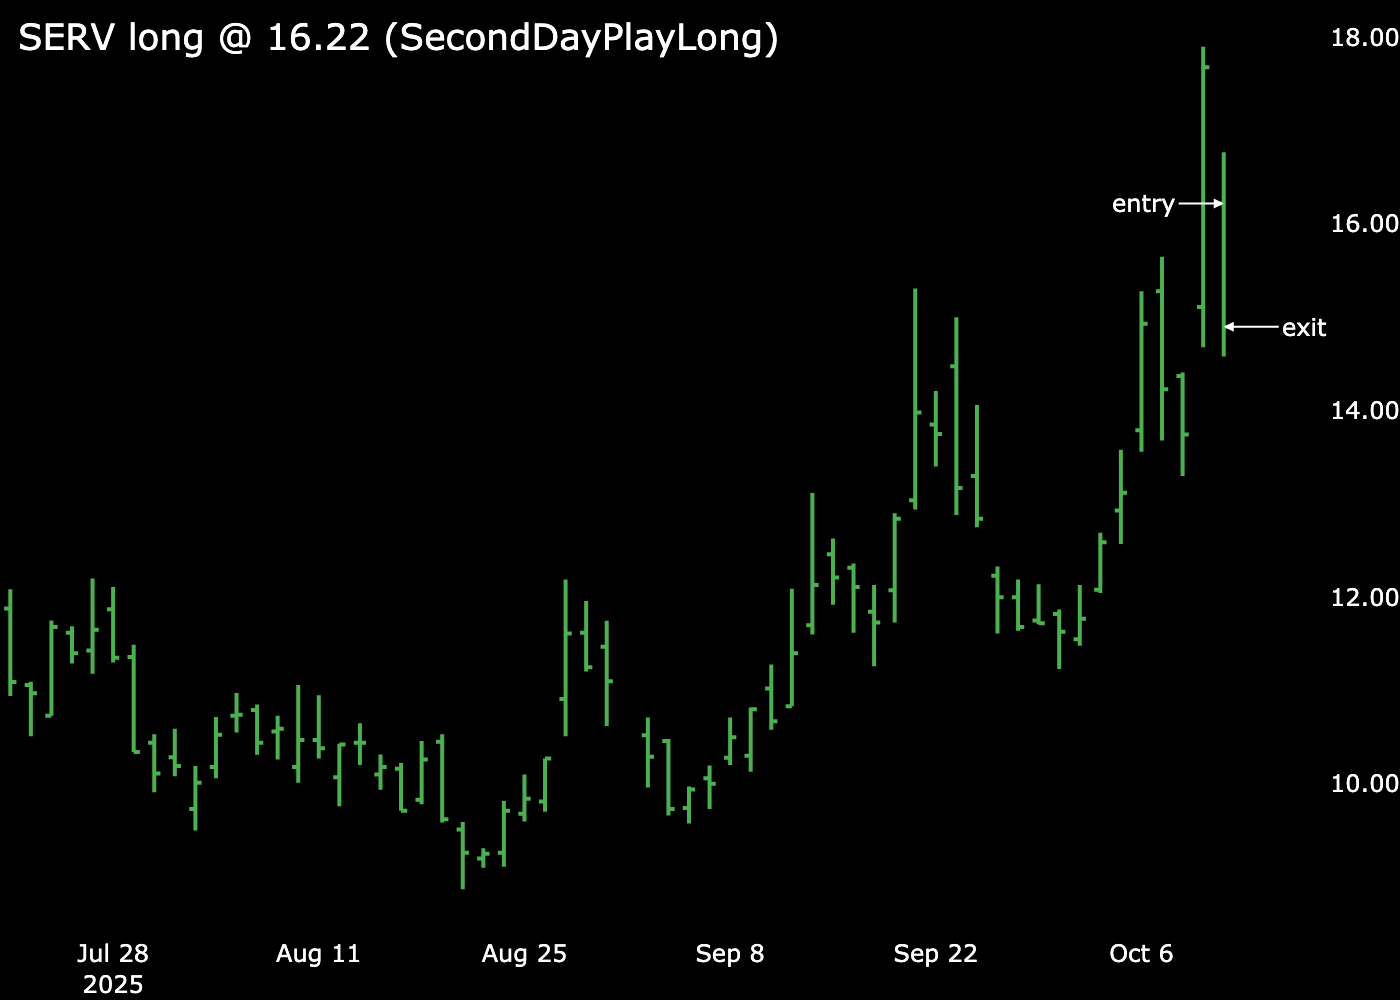 SERV long @ 16.22 (SecondDayPlayLong)
18.00
entry
16.00
exit
14.00
12.00
10.00
Jul 28 Aug 11 Aug 25 Sep 8 Sep 22 Oct 6
2025